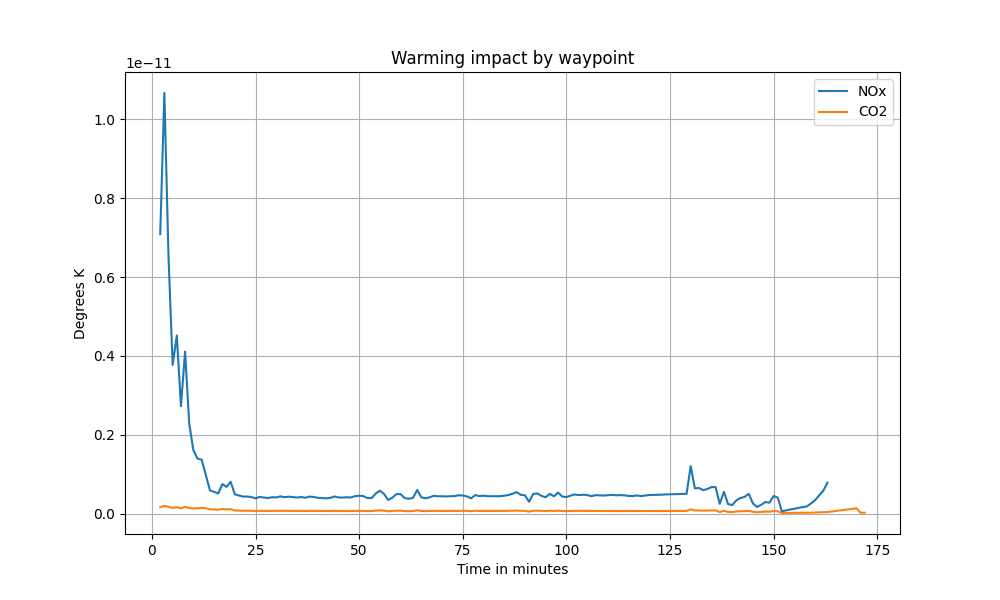 Warming impact by waypoint
1e−11
NOx
CO2
1.0
0.8
0.6
0.4
0.2
0.0
Degrees K
0 25 50 75 100 125 150 175
Time in minutes